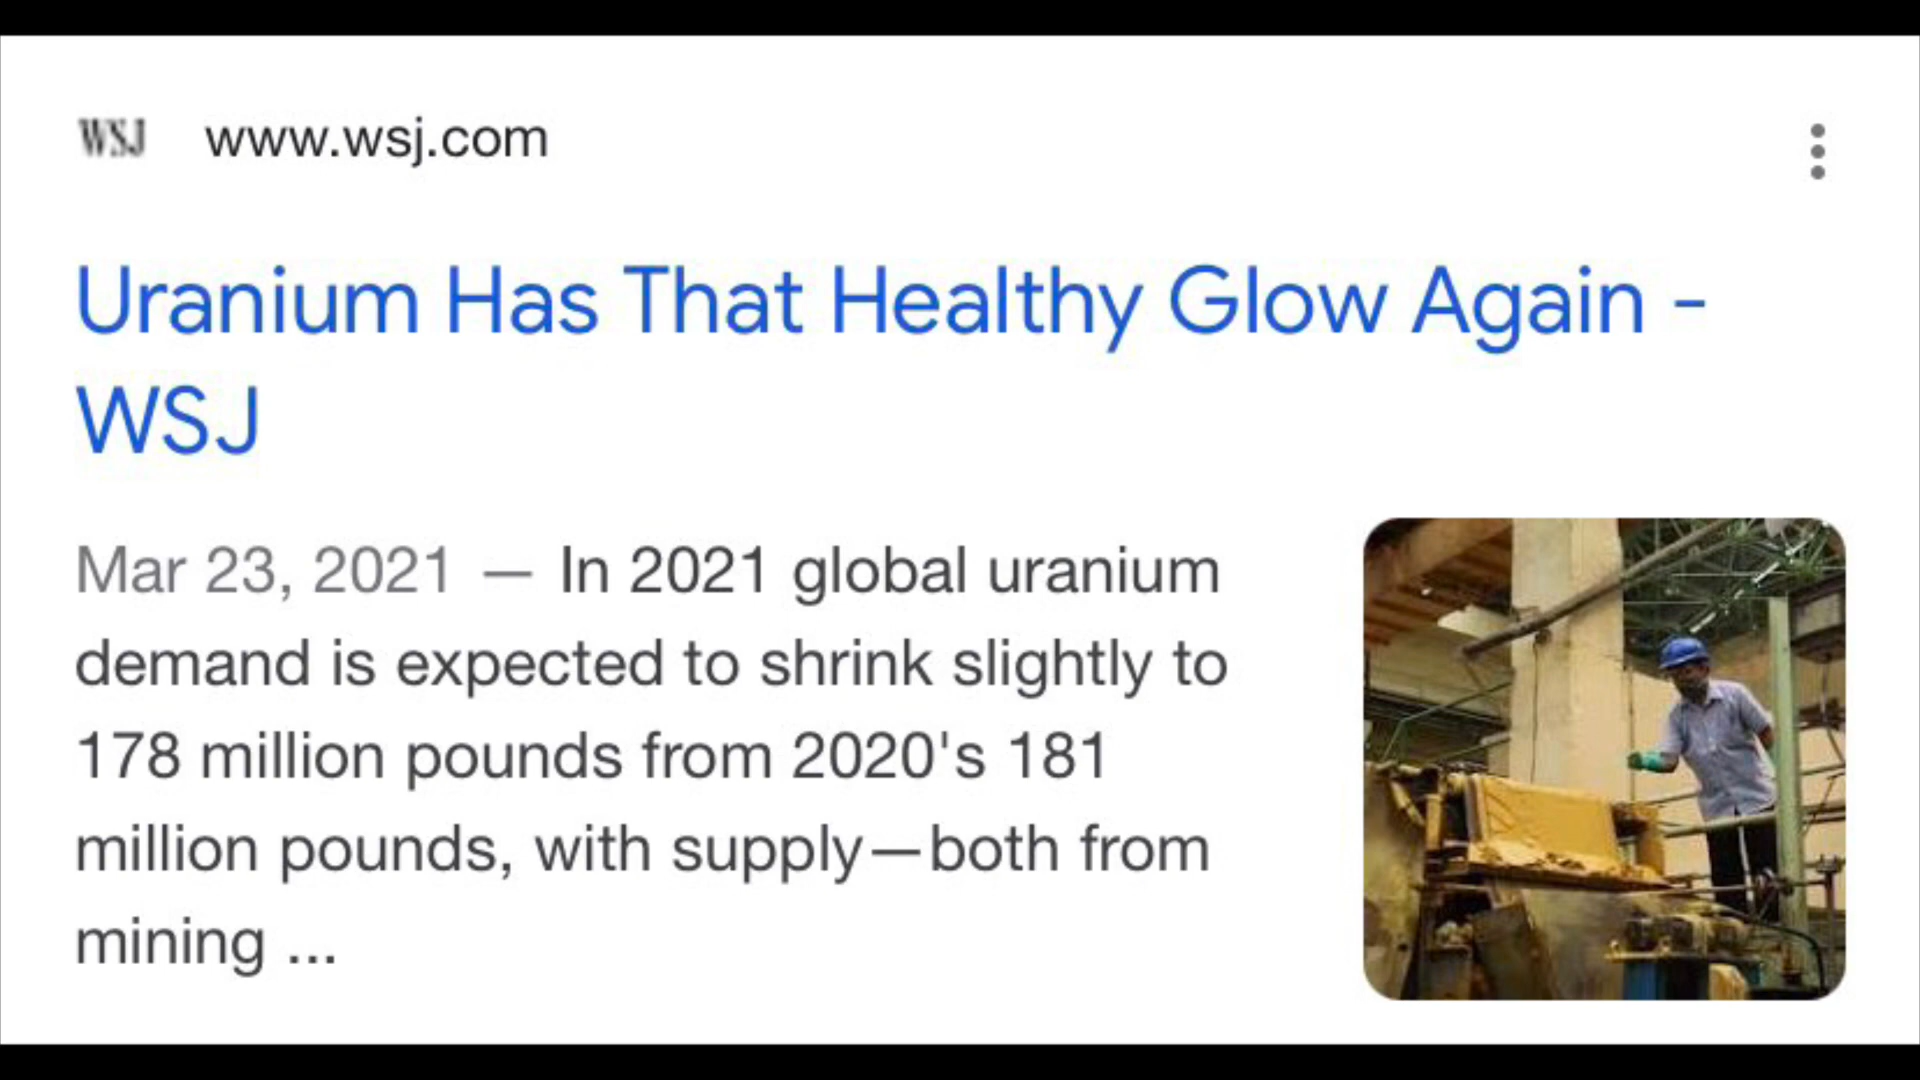 WSJ www.wsj.com
Uranium Has That Healthy Glow Again -
WSJ
Mar 23, 2021 — In 2021 global uranium
demand is expected to shrink slightly to
178 million pounds from 2020's 181
million pounds, with supply—both from
mining ...